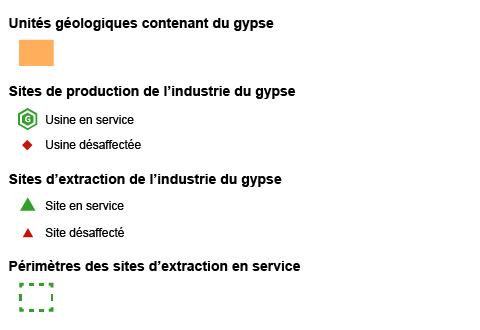 Unités géologiques contenant du gypse
Sites de production de l'industrie du gypse
G Usine en service
Usine désaffectée
Sites d'extraction de l'industrie du gypse
Site en service
Site désaffecté
Périmètres des sites d'extraction en service